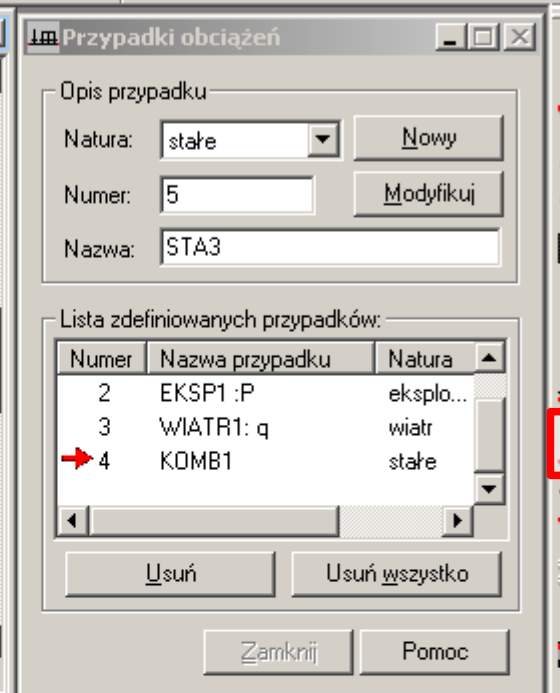 Przypadki obciążeń
Opis przypadku
Natura: stałe Nowy
Numer: 5 Modyfikuj
Nazwa: STA3
Lista zdefiniowanych przypadków:
Numer Nazwa przypadku Natura
2 EKSP1 :P eksplo...
3 WIATR1: q wiatr
4 KOMB1 stałe
Usuń Usuń wszystko
Zamknij Pomoc